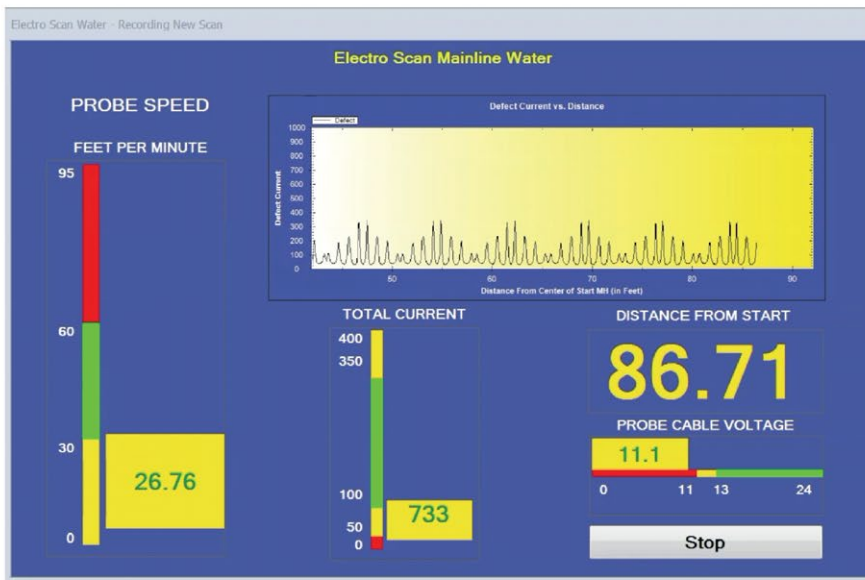 Electro Scan Water - Recording New Scan
Electro Scan Mainline Water
PROBE SPEED
FEET PER MINUTE
95
60
30
0
26.76
Defect Current vs. Distance
Defect
Defect Current
1000
900
800
700
600
500
400
300
200
100
0
50
60
70
80
90
Distance From Center of Start MH (in Feet)
TOTAL CURRENT
400
350
100
50
0
733
DISTANCE FROM START
86.71
PROBE CABLE VOLTAGE
11.1
0 11 13 24
Stop